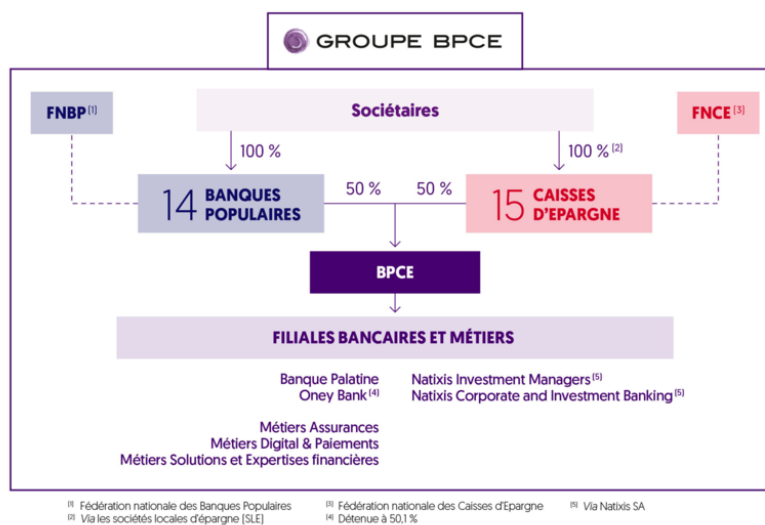 GROUPE BPCE
FNBP [1]
Sociétaires
FNCE [3]
100 %
100 % [2]
14 BANQUES
POPULAIRES
50 %
50 %
15 CAISSES
D'EPARGNE
BPCE
FILIALES BANCAIRES ET MÉTIERS
Banque Palatine
Oney Bank [4]
Métiers Assurances
Métiers Digital & Paiements
Métiers Solutions et Expertises financières
Natixis Investment Managers [5]
Natixis Corporate and Investment Banking [5]
[1] Fédération nationale des Banques Populaires
[2] Via les sociétés locales d'épargne [SLE]
[3] Fédération nationale des Caisses d'Epargne
[4] Détenue à 50,1 %
[5] Via Natixis SA